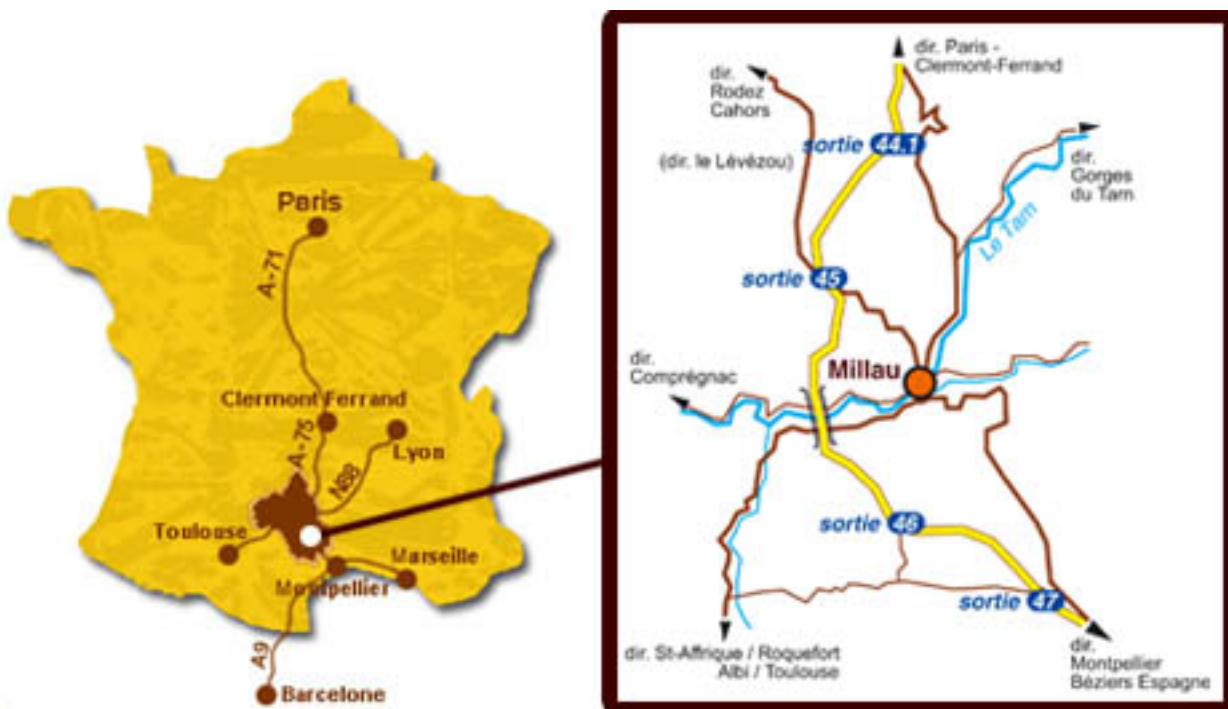 Paris
A-71
Clermont Ferrand
A-75
Lyon
N88
Toulouse
Marseille
Montpellier
A9
Barcelone
dir. Paris -
Clermont-Ferrand
dir.
Rodez
Cahors
sortie 44.1
(dir. le Lévézou)
dir.
Gorges
du Tarn
Le Tarn
sortie 45
dir.
Comprégnac
Millau
sortie 46
sortie 47
dir. St-Affrique / Roquefort
Albi / Toulouse
dir.
Montpellier
Béziers Espagne